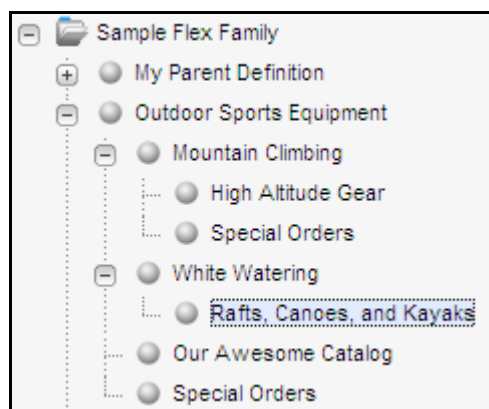 Sample Flex Family
My Parent Definition
Outdoor Sports Equipment
Mountain Climbing
High Altitude Gear
Special Orders
White Watering
Rafts, Canoes, and Kayaks
Our Awesome Catalog
Special Orders